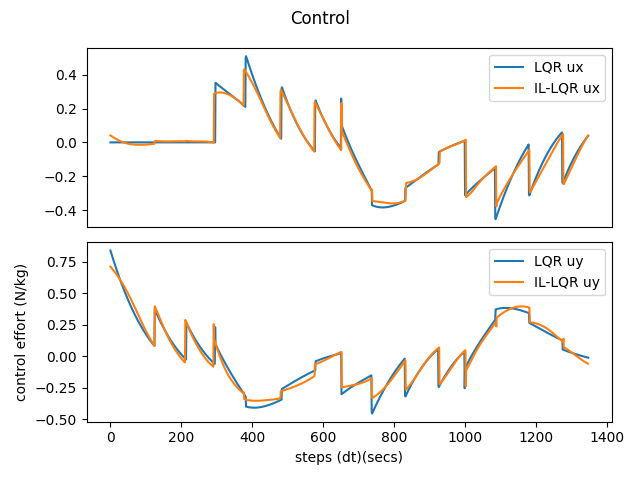 Control
0.4
0.2
0.0
−0.2
−0.4
LQR ux
IL-LQR ux
control effort (N/kg)
0.75
0.50
0.25
0.00
−0.25
−0.50
LQR uy
IL-LQR uy
0 200 400 600 800 1000 1200 1400
steps (dt)(secs)